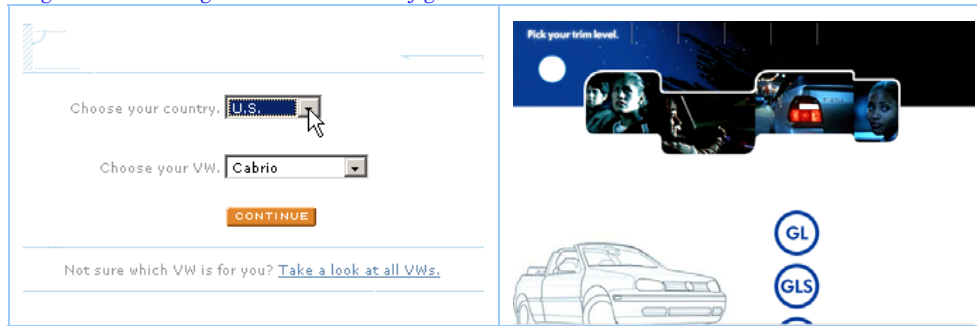 Choose your country. U.S.
Choose your VW. Cabrio
CONTINUE
Not sure which VW is for you? Take a look at all VWs.
Pick your trim level.
GL
GLS